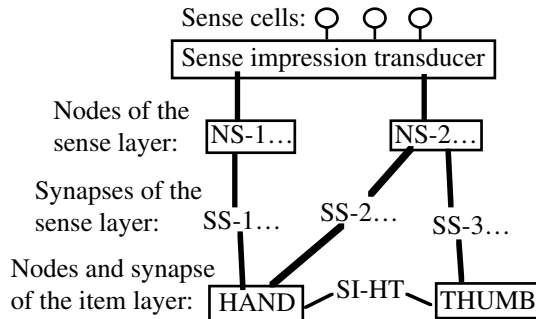 Sense cells:
Sense impression transducer
Nodes of the
sense layer:
NS-1…
NS-2…
Synapses of the
sense layer:
SS-1…
SS-2…
SS-3…
Nodes and synapse
of the item layer:
HAND
SI-HT
THUMB